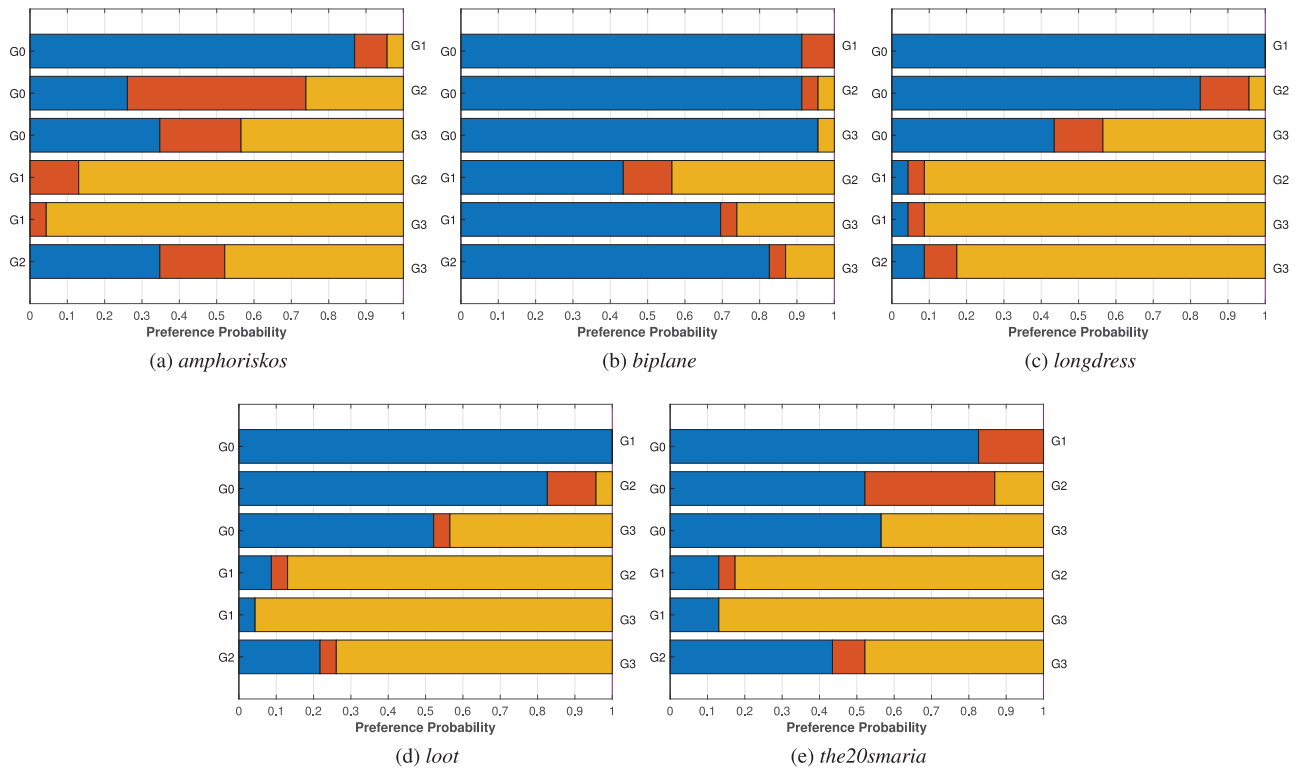 G0 G1
G0 G2
G0 G3
G1 G2
G1 G3
G2 G3
0 0.1 0.2 0.3 0.4 0.5 0.6 0.7 0.8 0.9 1
Preference Probability
(a) amphoriskos
G0 G1
G0 G2
G0 G3
G1 G2
G1 G3
G2 G3
0 0.1 0.2 0.3 0.4 0.5 0.6 0.7 0.8 0.9 1
Preference Probability
(b) biplane
G0 G1
G0 G2
G0 G3
G1 G2
G1 G3
G2 G3
0 0.1 0.2 0.3 0.4 0.5 0.6 0.7 0.8 0.9 1
Preference Probability
(c) longdress
G0 G1
G0 G2
G0 G3
G1 G2
G1 G3
G2 G3
0 0.1 0.2 0.3 0.4 0.5 0.6 0.7 0.8 0.9 1
Preference Probability
(d) loot
G0 G1
G0 G2
G0 G3
G1 G2
G1 G3
G2 G3
0 0.1 0.2 0.3 0.4 0.5 0.6 0.7 0.8 0.9 1
Preference Probability
(e) the20smaria